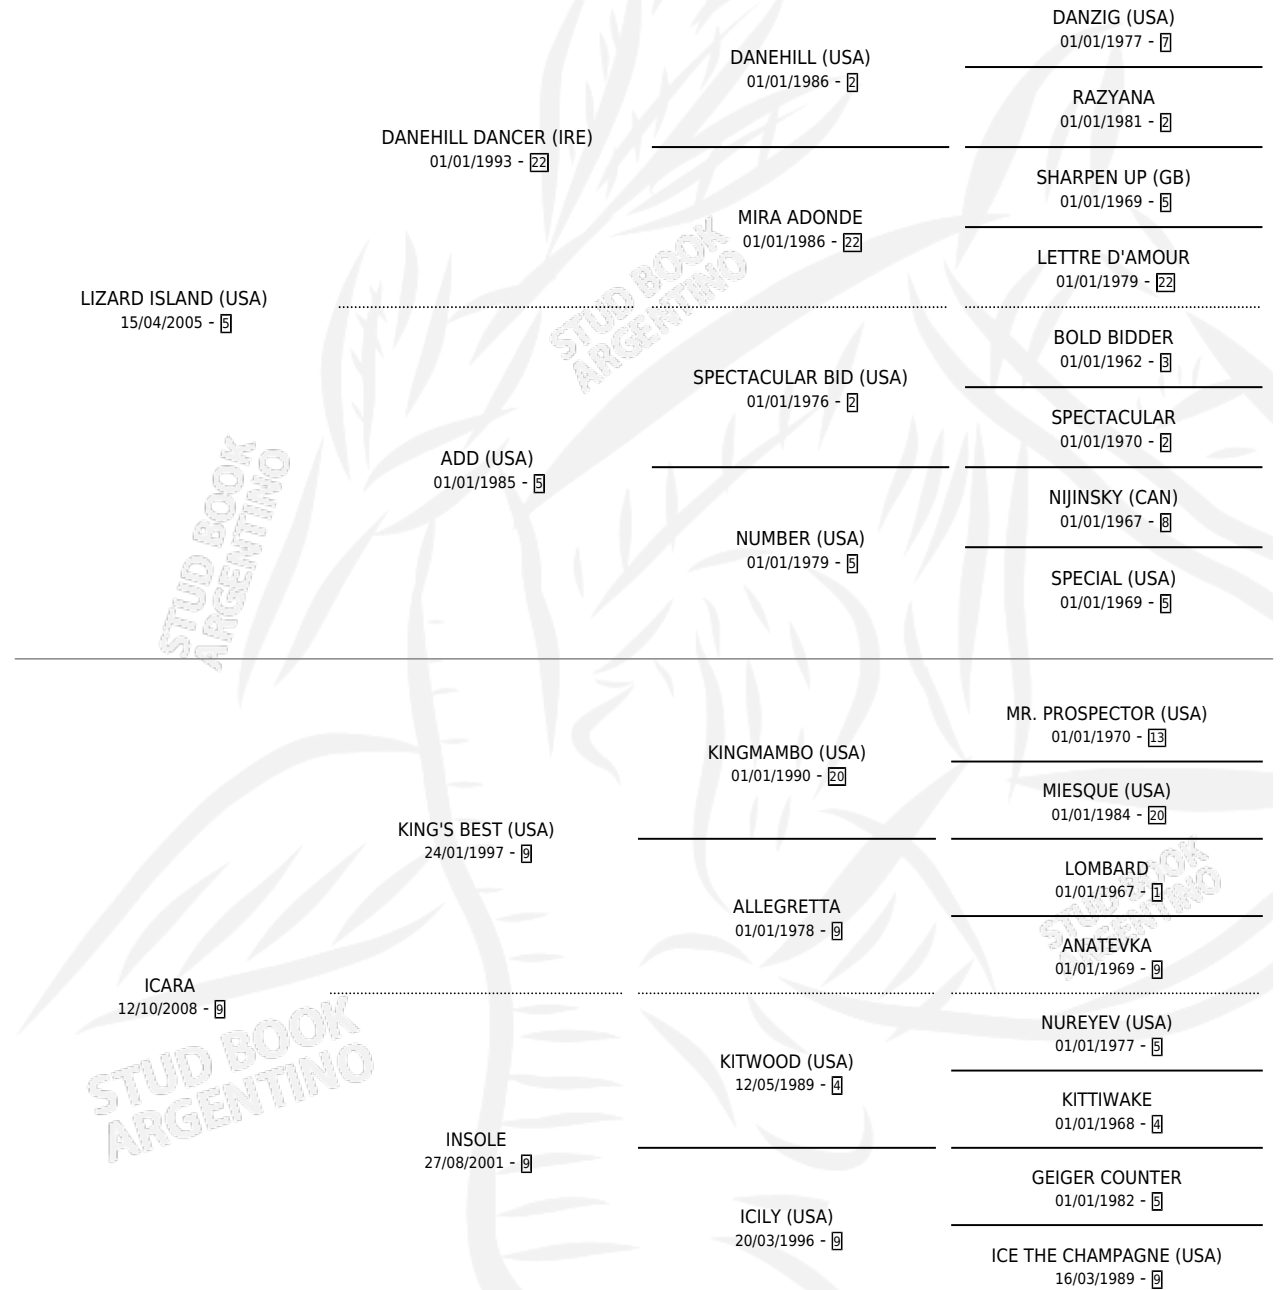 DANZIG (USA)
01/01/1977 - 7
DANEHILL (USA)
01/01/1986 - 2
RAZYANA
01/01/1981 - 2
DANEHILL DANCER (IRE)
01/01/1993 - 22
SHARPEN UP (GB)
01/01/1969 - 5
MIRA ADONDE
01/01/1986 - 22
LETTRE D'AMOUR
01/01/1979 - 22
LIZARD ISLAND (USA)
15/04/2005 - 5
STUD BOOK
ARGENTINO
BOLD BIDDER
01/01/1962 - 3
SPECTACULAR BID (USA)
01/01/1976 - 2
SPECTACULAR
01/01/1970 - 2
ADD (USA)
01/01/1985 - 5
NIJINSKY (CAN)
01/01/1967 - 8
NUMBER (USA)
01/01/1979 - 5
SPECIAL (USA)
01/01/1969 - 5
STUD BOOK
ARGENTINO
MR. PROSPECTOR (USA)
01/01/1970 - 13
KINGMAMBO (USA)
01/01/1990 - 20
MIESQUE (USA)
01/01/1984 - 20
KING'S BEST (USA)
24/01/1997 - 9
LOMBARD
01/01/1967 - 1
ALLEGRETTA
01/01/1978 - 9
STUD BOOK
ARGENTINO
ANATEVKA
01/01/1969 - 9
ICARA
12/10/2008 - 9
NUREYEV (USA)
01/01/1977 - 5
KITWOOD (USA)
12/05/1989 - 4
STUD BOOK
ARGENTINO
KITTIWAKE
01/01/1968 - 4
INSOLE
27/08/2001 - 9
GEIGER COUNTER
01/01/1982 - 5
ICILY (USA)
20/03/1996 - 9
ICE THE CHAMPAGNE (USA)
16/03/1989 - 9